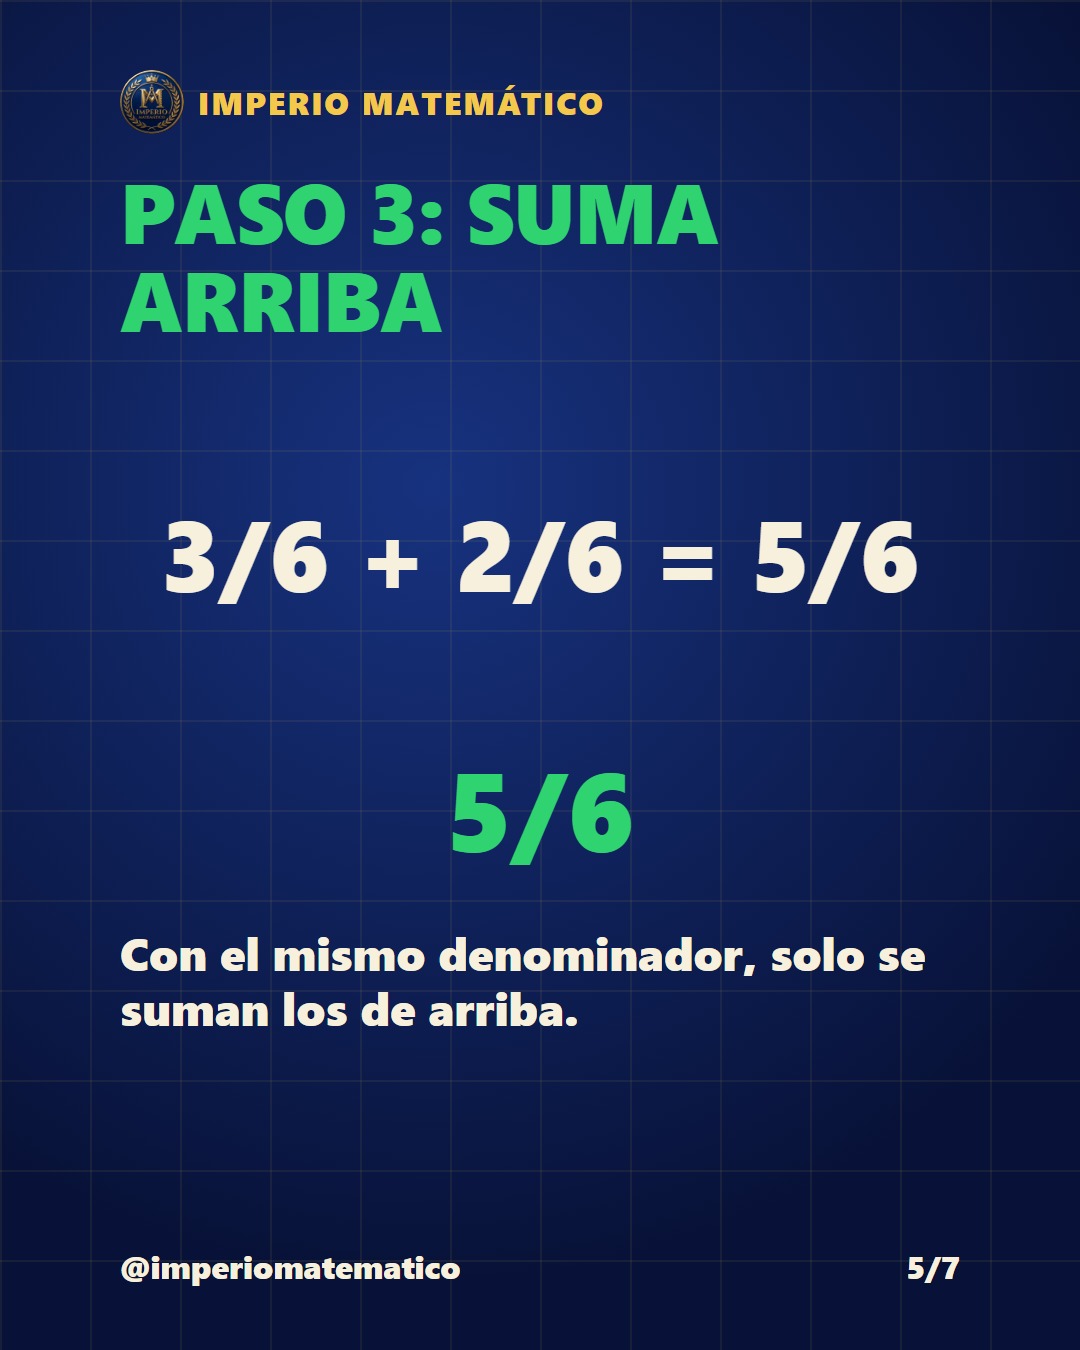 IMPERIO MATEMÁTICO
PASO 3: SUMA
ARRIBA
3/6 + 2/6 = 5/6
5/6
Con el mismo denominador, solo se
suman los de arriba.
@imperiomatematico
5/7